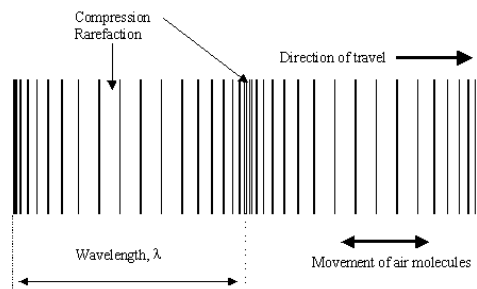 Compression
Rarefaction
Direction of travel
Wavelength, λ
Movement of air molecules